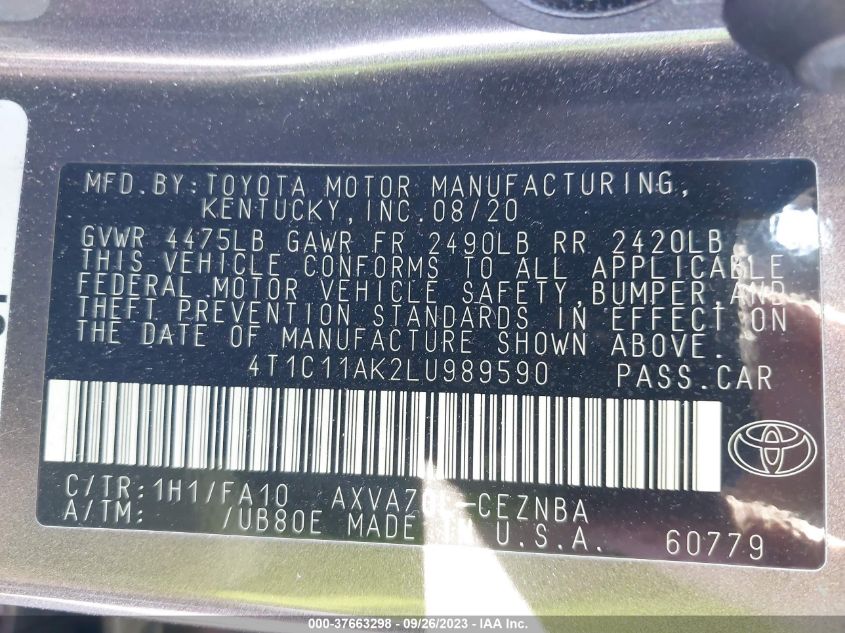 MFD.BY:TOYOTA MOTOR MANUFACTURING,
KENTUCKY,INC.08/20
GVWR 4475LB GAWR FR 2490LB RR 2420LB
THIS VEHICLE CONFORMS TO ALL APPLICABLE
FEDERAL MOTOR VEHICLE SAFETY,BUMPER,AND
THEFT PREVENTION STANDARDS IN EFFECT ON
THE DATE OF MANUFACTURE SHOWN ABOVE.
4T1C11AK2LU989590 PASS.CAR
C/TR:1H1/FA10
A/TM: /UB80E MADE IN U.S.A. 60779
000-37663298 - 09/26/2023 - IAA Inc.